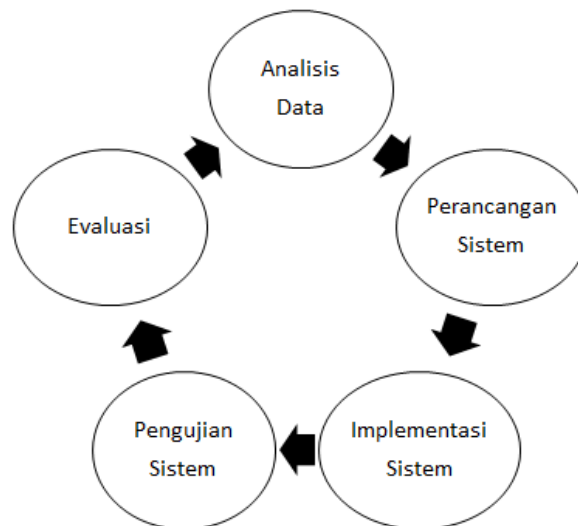 Analisis
Data
Perancangan
Sistem
Implementasi
Sistem
Pengujian
Sistem
Evaluasi